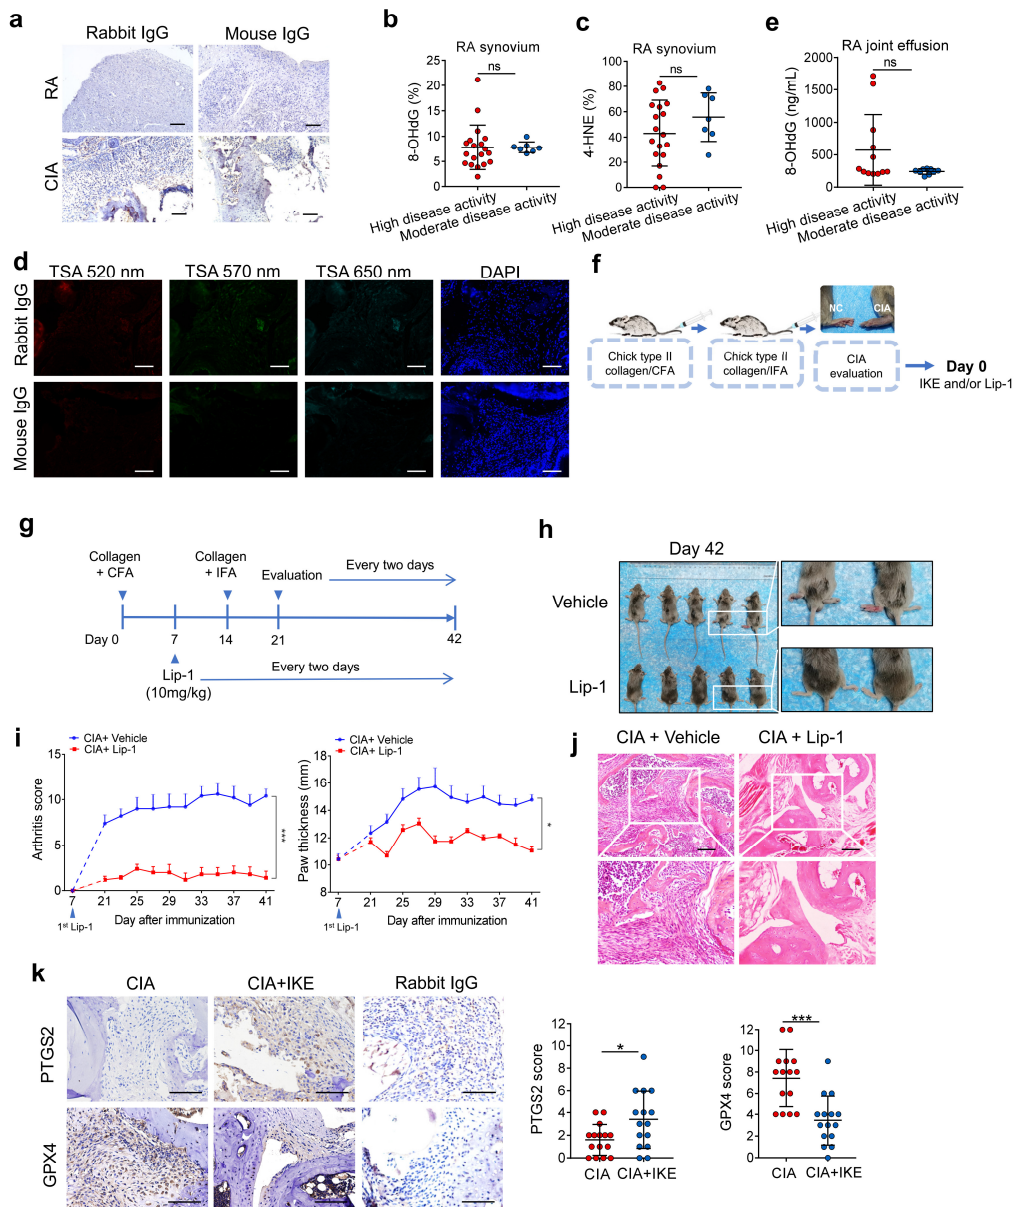 a
Rabbit IgG
Mouse IgG
RA
CIA
b
RA synovium
ns
8-OHdG (%)
25
20
15
10
5
0
High disease activity
Moderate disease activity
c
RA synovium
ns
4-HNE (%)
100
80
60
40
20
0
High disease activity
Moderate disease activity
e
RA joint effusion
ns
8-OHdG (ng/mL)
2000
1500
1000
500
0
High disease activity
Moderate disease activity
d
TSA 520 nm
TSA 570 nm
TSA 650 nm
DAPI
Rabbit IgG
Mouse IgG
f
NC
CIA
Chick type II
collagen/CFA
Chick type II
collagen/IFA
CIA
evaluation
Day 0
IKE and/or Lip-1
g
Collagen
+ CFA
Collagen
+ IFA
Evaluation
Every two days
Day 0
7
14
21
42
Lip-1
(10mg/kg)
Every two days
h
Day 42
Vehicle
Lip-1
i
CIA+ Vehicle
CIA+ Lip-1
Arthritis score
15
10
5
0
***
7
21
25
29
33
37
41
Day after immunization
1st Lip-1
CIA+ Vehicle
CIA+ Lip-1
Paw thickness (mm)
18
16
14
12
10
8
*
7
21
25
29
33
37
41
Day after immunization
1st Lip-1
j
CIA + Vehicle
CIA + Lip-1
k
CIA
CIA+IKE
Rabbit IgG
PTGS2
GPX4
PTGS2 score
12
10
8
6
4
2
0
*
CIA
CIA+IKE
GPX4 score
12
10
8
6
4
2
0
***
CIA
CIA+IKE